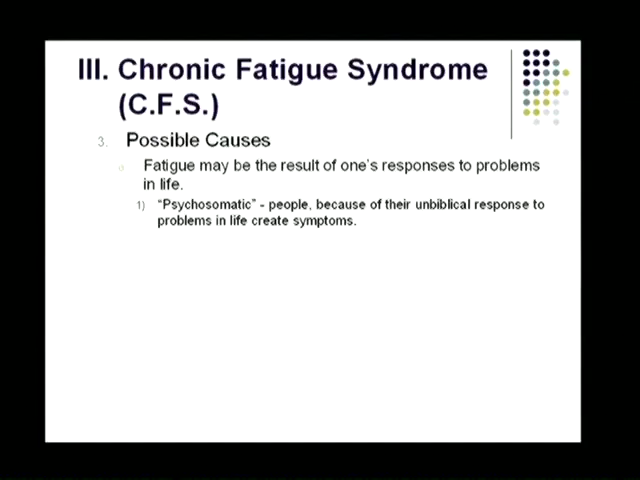 III. Chronic Fatigue Syndrome
(C.F.S.)
3. Possible Causes
Fatigue may be the result of one's responses to problems
in life.
1) "Psychosomatic" - people, because of their unbiblical response to
problems in life create symptoms.